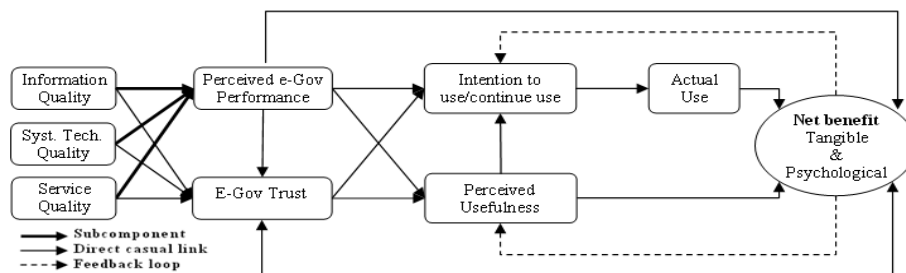 Information
Quality
Syst. Tech.
Quality
Service
Quality
Perceived e-Gov
Performance
E-Gov Trust
Intention to
use/continue use
Perceived
Usefulness
Actual
Use
Net benefit
Tangible
&
Psychological
Subcomponent
Direct casual link
Feedback loop